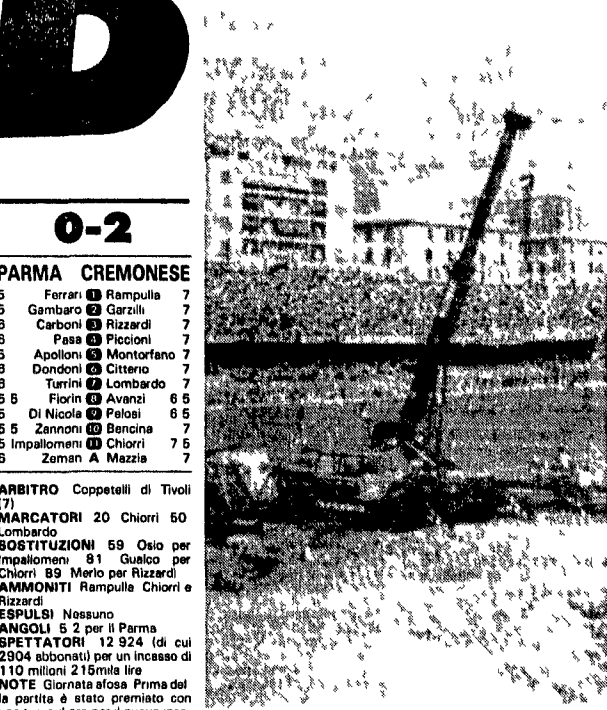 B
0-2
PARMA CREMONESE
5 Ferrari 1 Rampulla 7
5 Gambaro 2 Garzilli 7
6 Carboni 3 Rizzardi 7
6 Pasa 4 Piccioni 7
6 Apolloni 5 Montorfano 7
6 Dondoni 6 Citterio 7
6 Turrini 7 Lombardo 7
5 5 Fiorin 8 Avanzi 6 5
5 Di Nicola 9 Pelosi 6 5
5 5 Zannoni 10 Bencina 7
5 Impallomeni 11 Chiorri 7 5
6 Zeman A Mazzia 7
ARBITRO Coppetelli di Tivoli
(7)
MARCATORI 20 Chiorri 50
Lombardo
SOSTITUZIONI 59 Osio per
Impallomeni 81 Gualco per
Chiorri 89 Merlo per Rizzardi
AMMONITI Rampulla Chiorri e
Rizzardi
ESPULSI Nessuno
ANGOLI 5 2 per il Parma
SPETTATORI 12 924 (di cui
2904 abbonati) per un incasso di
110 milioni 215mila lire
NOTE Giornata afosa Prima del
la partita è stato premiato con